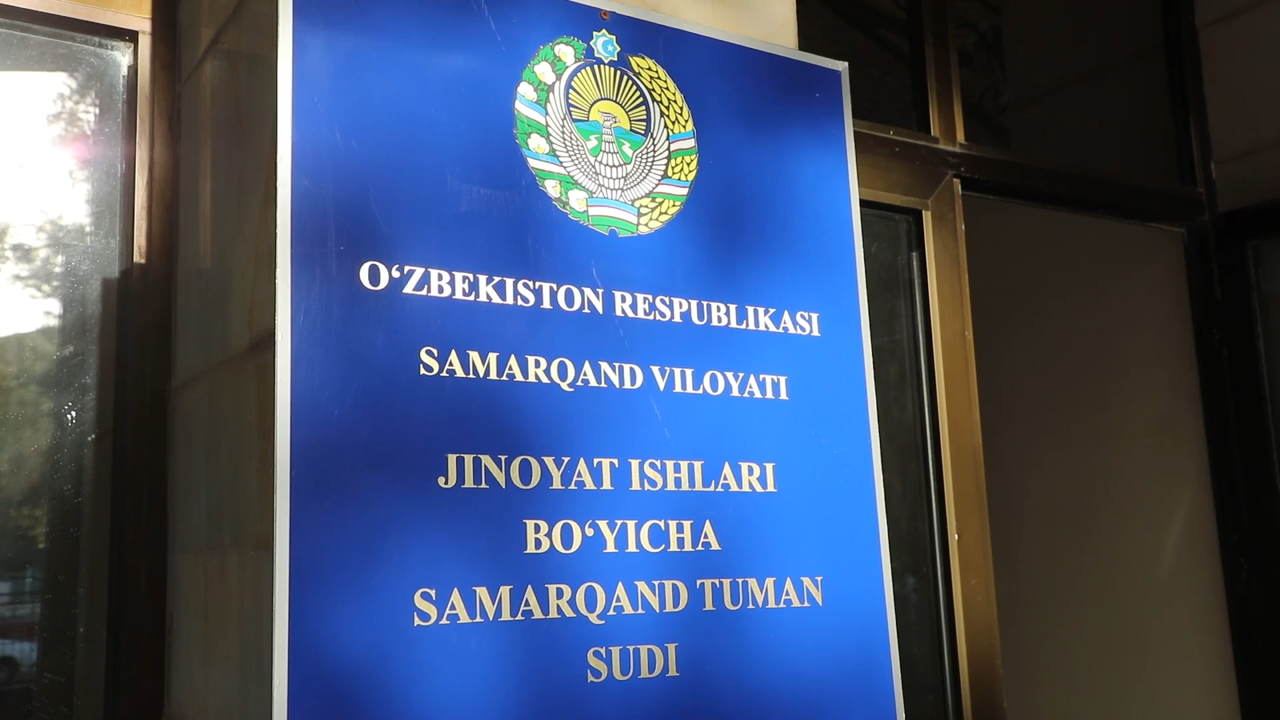 O‘ZBEKISTON RESPUBLIKASI
SAMARQAND VILOYATI
JINOYAT ISHLARI
BO‘YICHA
SAMARQAND TUMAN
SUDI